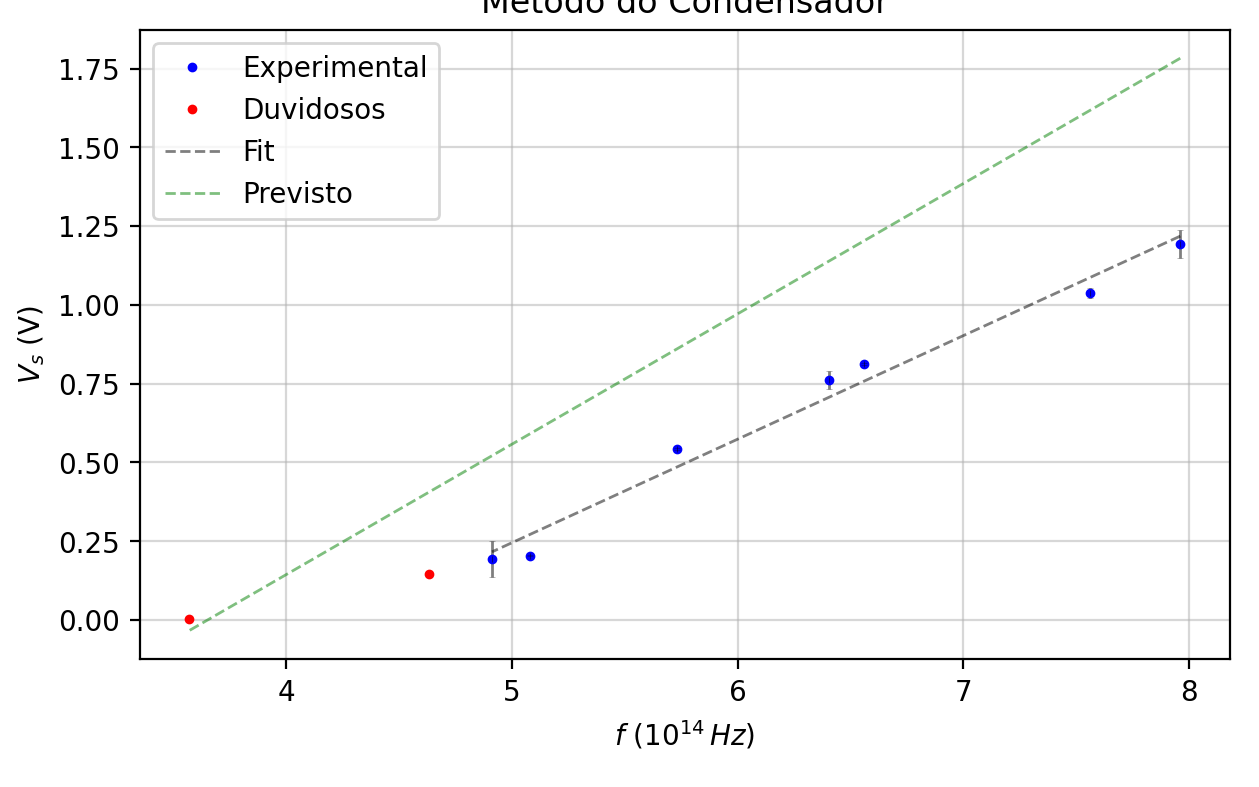 Método do Condensador
1.75
1.50
1.25
1.00
0.75
0.50
0.25
0.00
V_s (V)
Experimental
Duvidosos
Fit
Previsto
4 5 6 7 8
f (10^14 Hz)